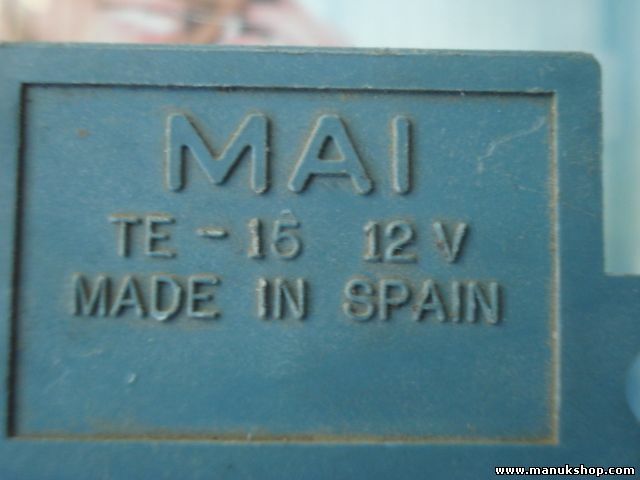 MAI
TE - 15 12 V
MADE IN SPAIN
www.manukshop.com